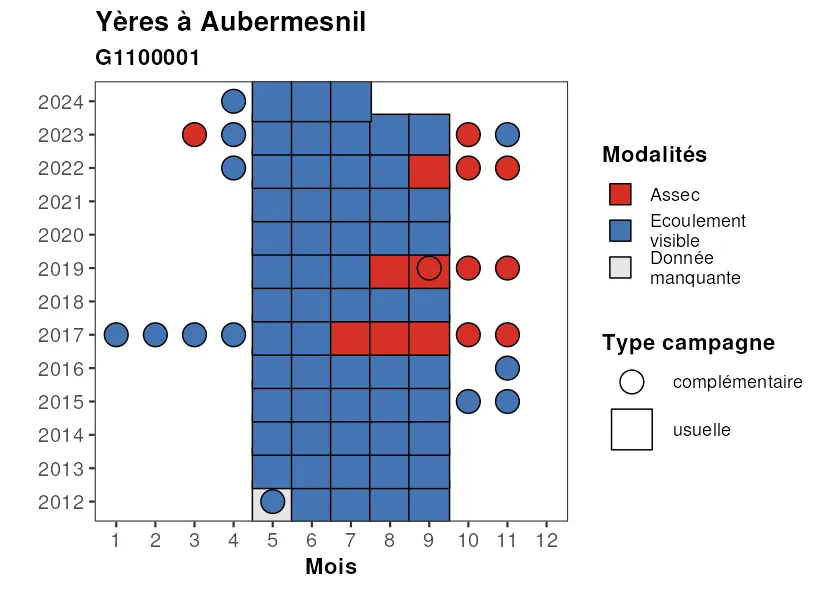 Yères à Aubermesnil
G1100001
2024
2023
2022
2021
2020
2019
2018
2017
2016
2015
2014
2013
2012
1 2 3 4 5 6 7 8 9 10 11 12
Mois
Modalités
Assec
Ecoulement
visible
Donnée
manquante
Type campagne
complémentaire
usuelle